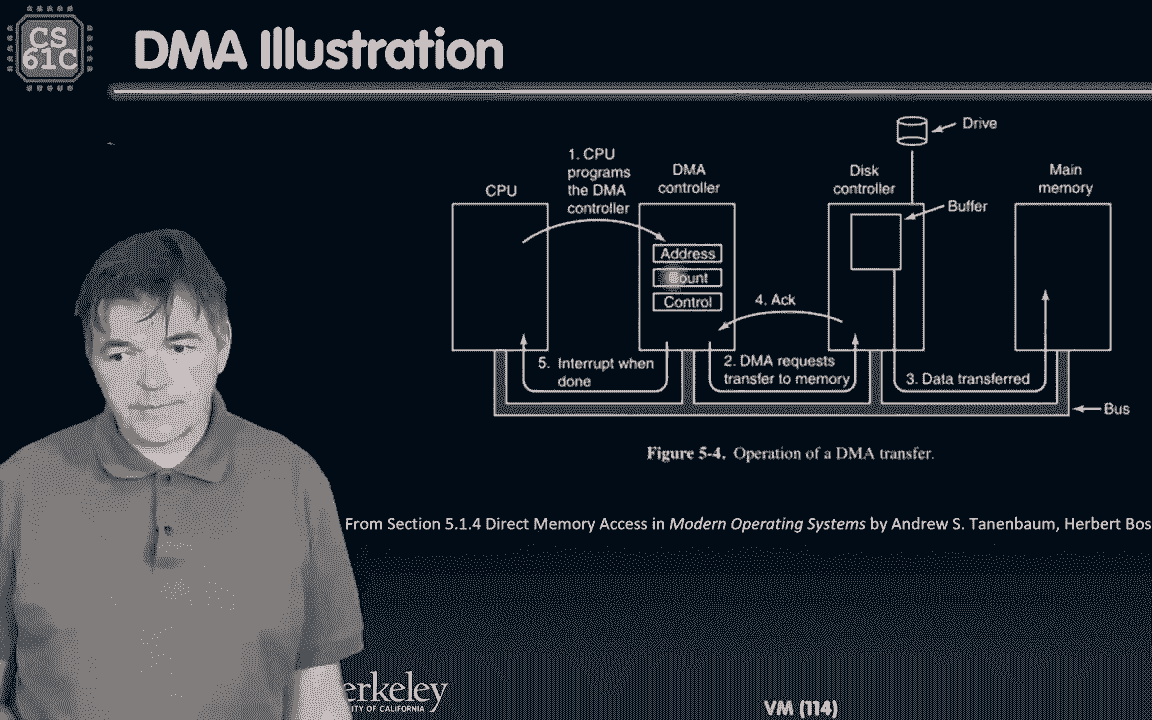 CS
61C
DMA Illustration
Drive
1. CPU
programs
the DMA
controller
CPU
DMA
controller
Disk
controller
Main
memory
Buffer
Address
Count
Control
4. Ack
5. Interrupt when
done
2. DMA requests
transfer to memory
3. Data transferred
Bus
Figure 5-4. Operation of a DMA transfer.
From Section 5.1.4 Direct Memory Access in Modern Operating Systems by Andrew S. Tanenbaum, Herbert Bos
erkeley
ITY OF CALIFORNIA
VM (114)